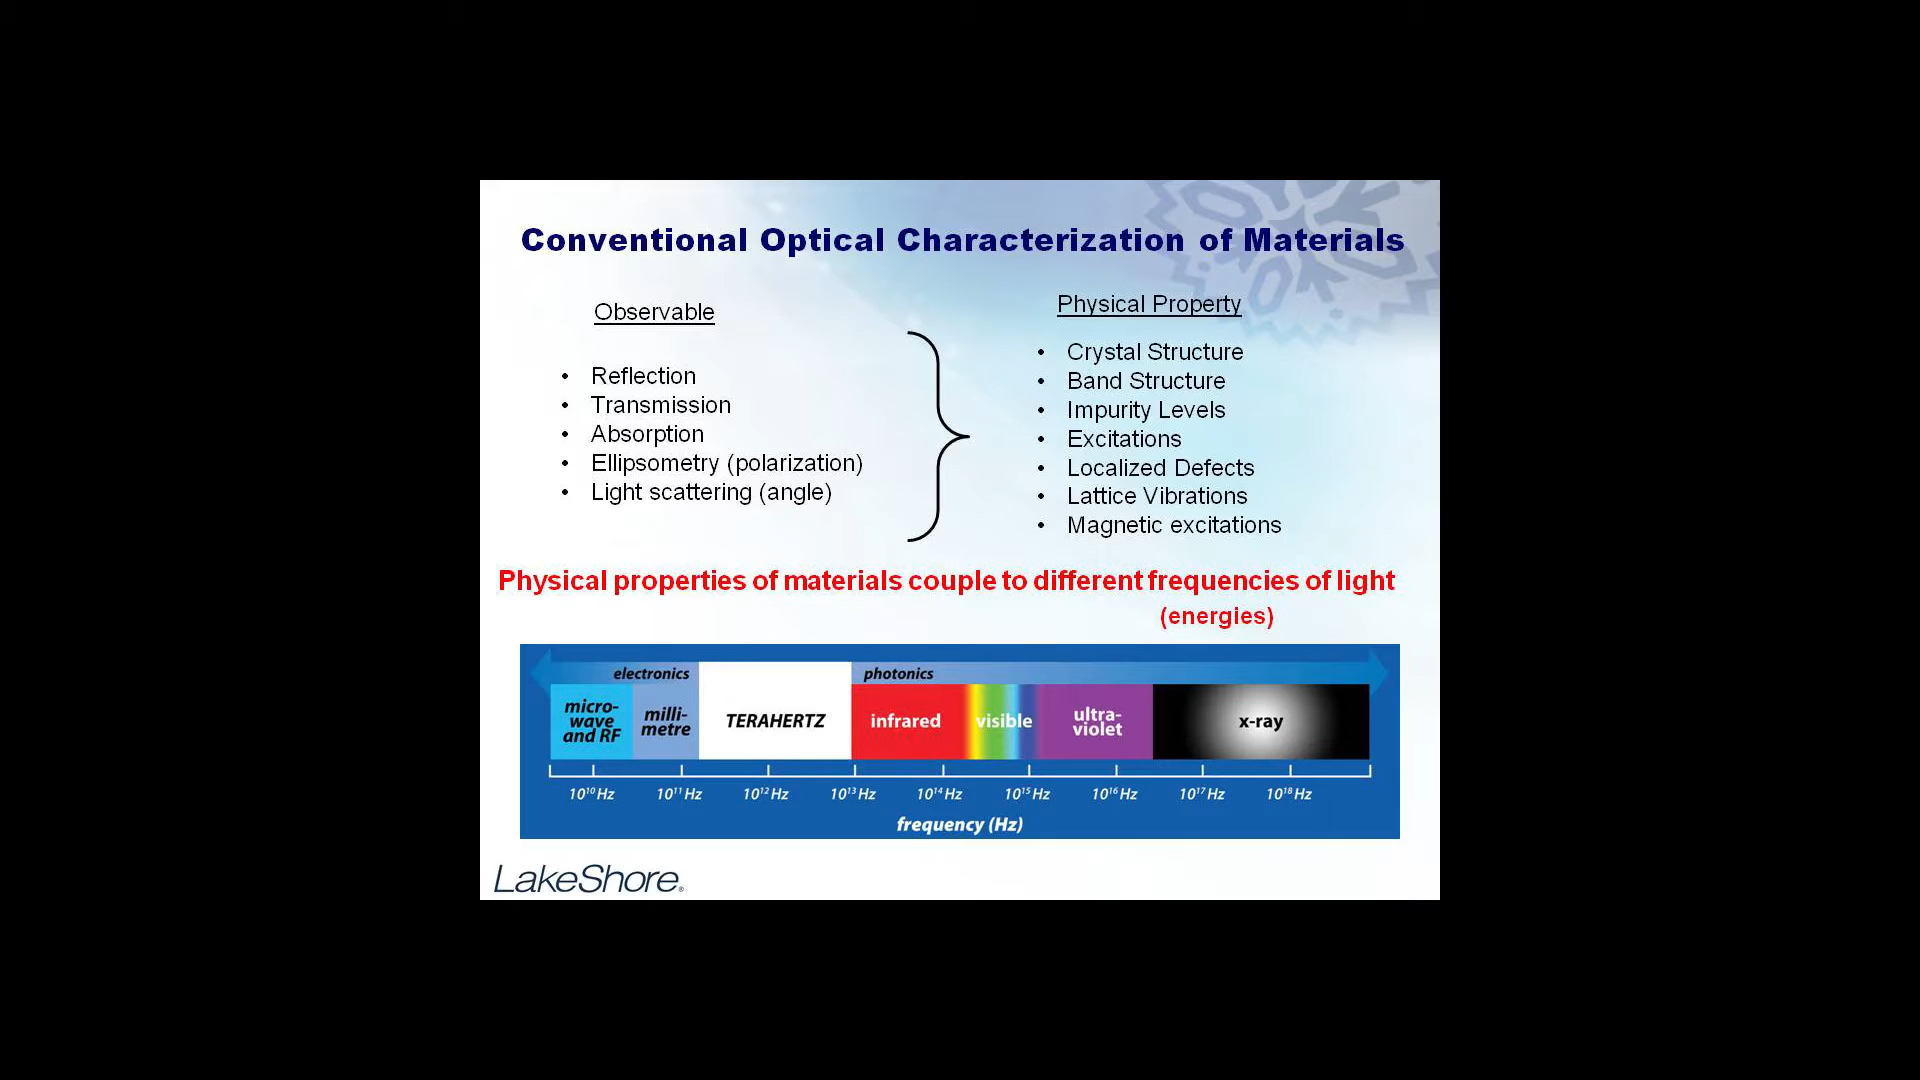 Conventional Optical Characterization of Materials
Observable
• Reflection
• Transmission
• Absorption
• Ellipsometry (polarization)
• Light scattering (angle)
Physical Property
• Crystal Structure
• Band Structure
• Impurity Levels
• Excitations
• Localized Defects
• Lattice Vibrations
• Magnetic excitations
Physical properties of materials couple to different frequencies of light
(energies)
electronics
photonics
micro-
wave
and RF
milli-
metre
TERAHERTZ
infrared
visible
ultra-
violet
x-ray
10¹⁰ Hz 10¹¹ Hz 10¹² Hz 10¹³ Hz 10¹⁴ Hz 10¹⁵ Hz 10¹⁶ Hz 10¹⁷ Hz 10¹⁸ Hz
frequency (Hz)
LakeShore®